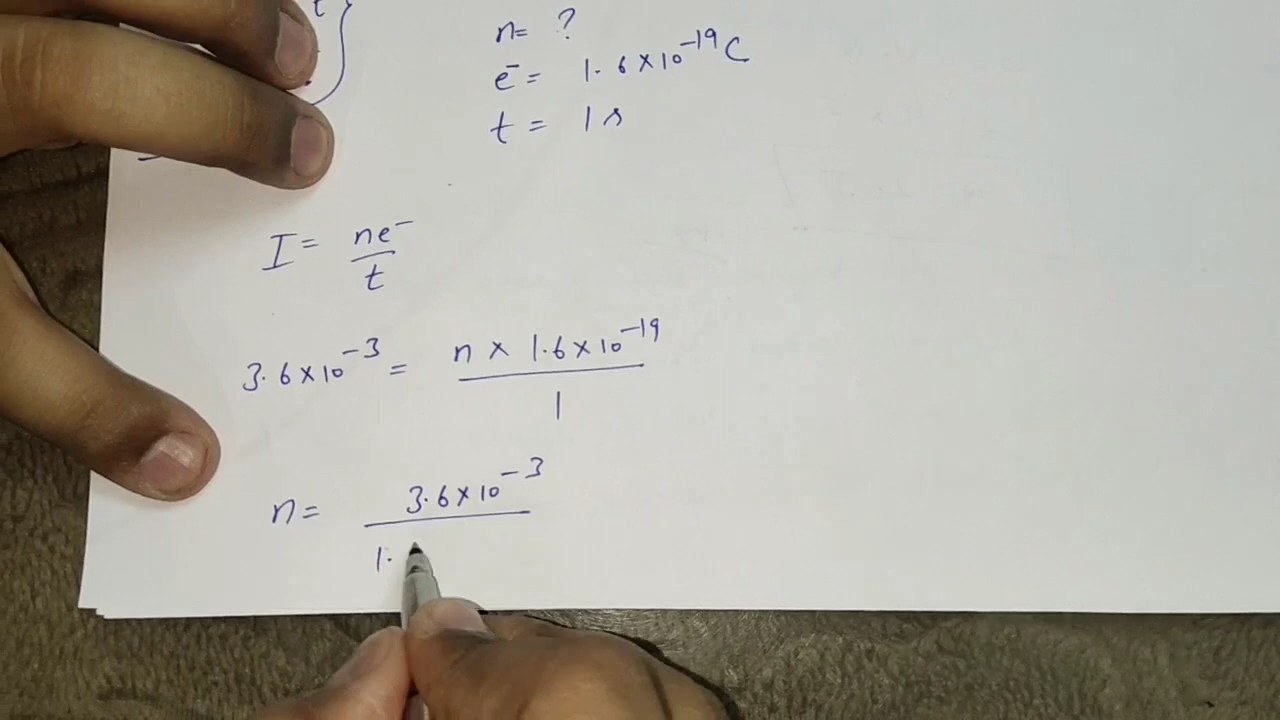 t
n= ?
e⁻= 1.6×10⁻¹⁹C
t = 1s
I = ne⁻/t
3.6×10⁻³ = n × 1.6×10⁻¹⁹/1
n= 3.6×10⁻³/1.